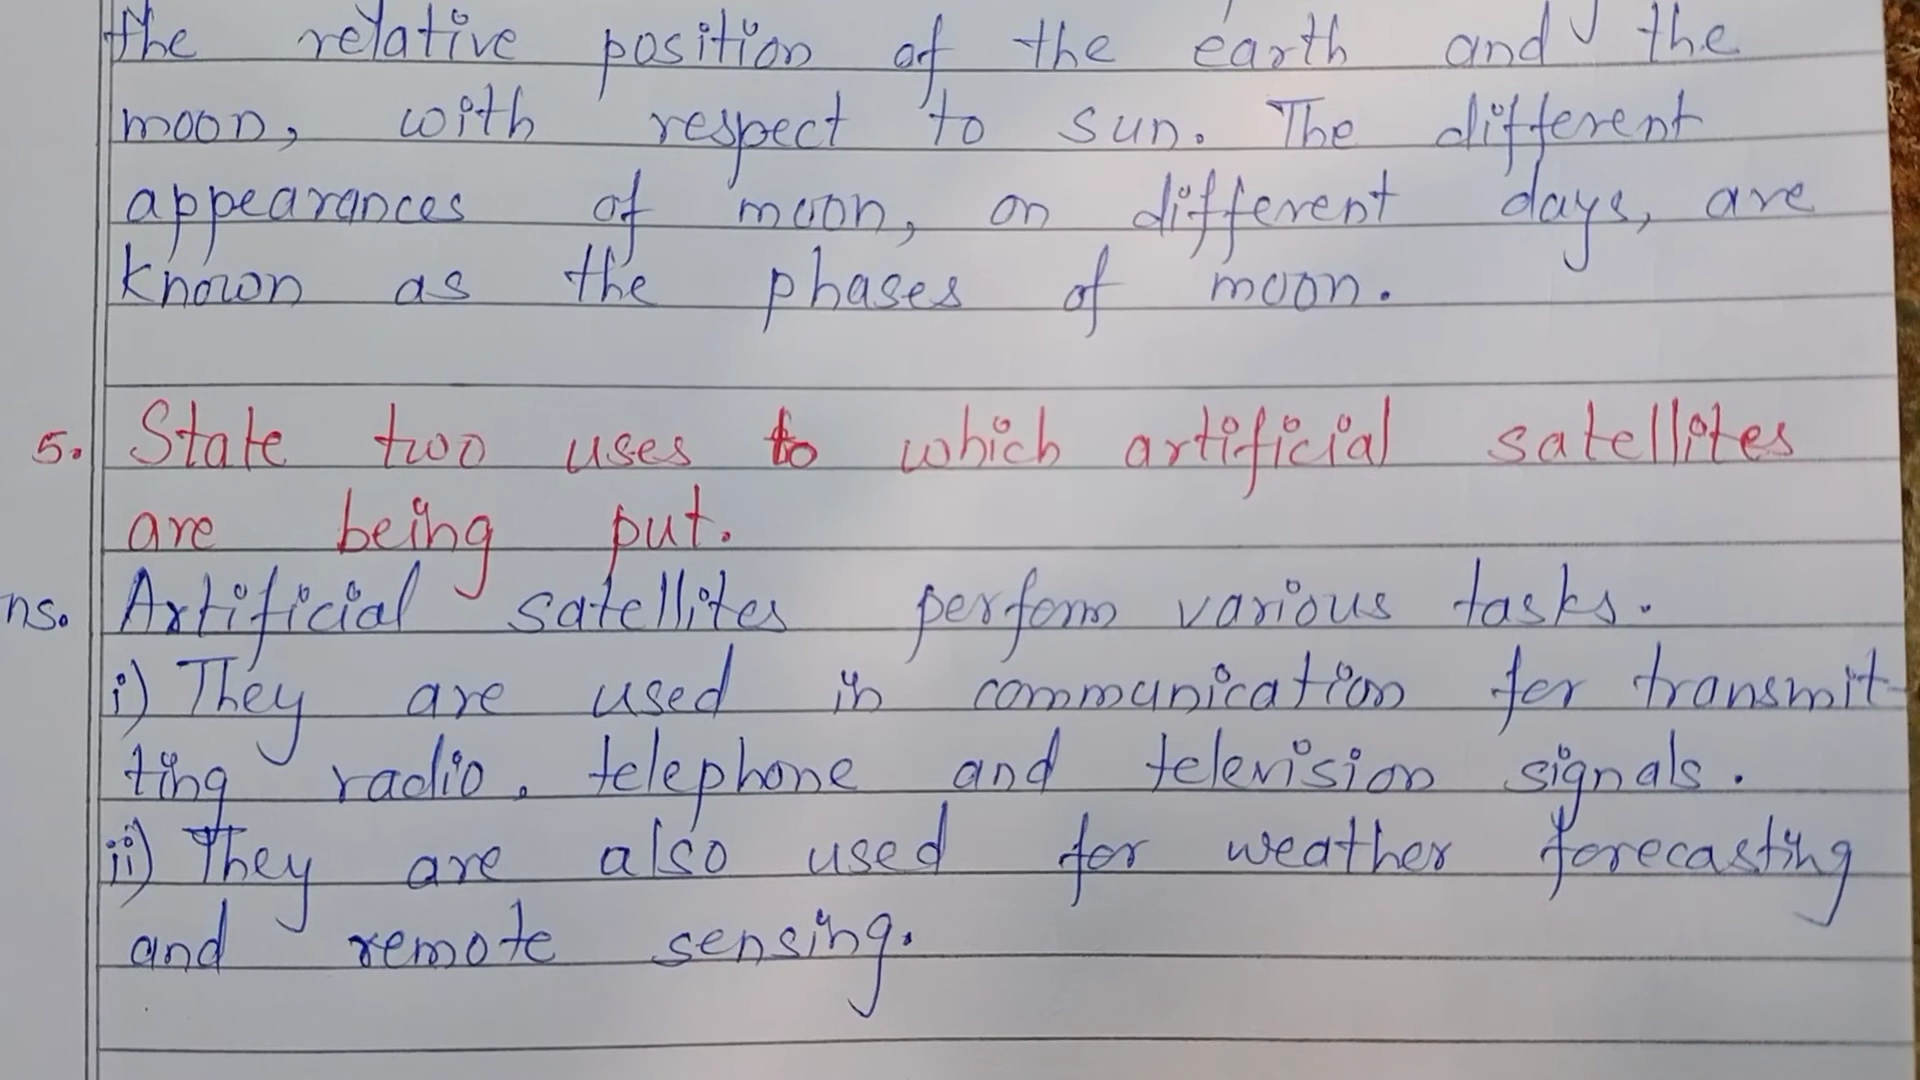 the relative position of the earth and the
moon, with respect to sun. The different
appearances of moon, on different days, are
known as the phases of moon.
5. State two uses to which artificial satellites
are being put.
ns. Artificial satellites perform various tasks.
i) They are used in communication for transmit-
ting radio, telephone and television signals.
ii) They are also used for weather forecasting
and remote sensing.